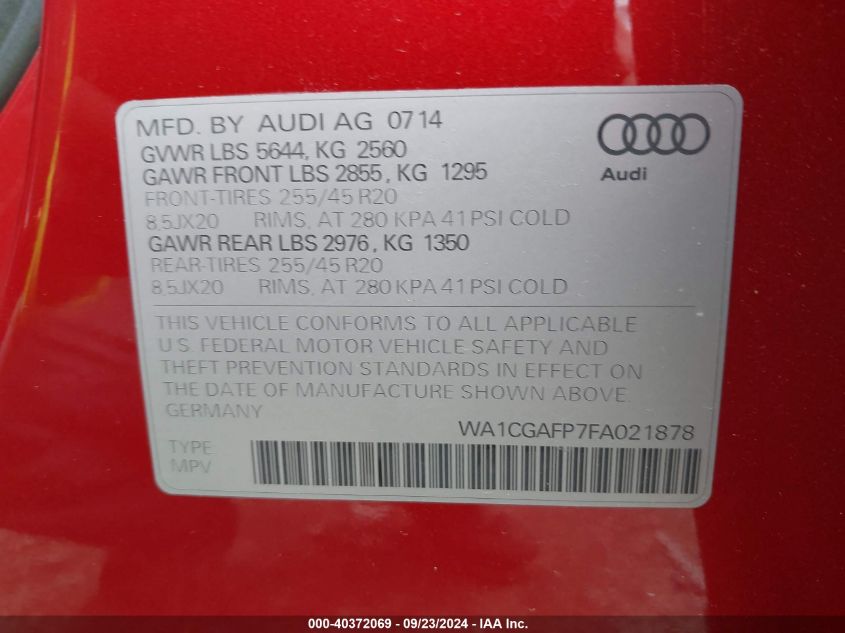 MFD. BY AUDI AG 0714
GVWR LBS 5644, KG 2560
GAWR FRONT LBS 2855, KG 1295
FRONT-TIRES 255/45 R20
8.5JX20 RIMS, AT 280 KPA 41 PSI COLD
GAWR REAR LBS 2976, KG 1350
REAR-TIRES 255/45 R20
8.5JX20 RIMS, AT 280 KPA 41 PSI COLD
Audi
THIS VEHICLE CONFORMS TO ALL APPLICABLE
U.S. FEDERAL MOTOR VEHICLE SAFETY AND
THEFT PREVENTION STANDARDS IN EFFECT ON
THE DATE OF MANUFACTURE SHOWN ABOVE.
GERMANY
WA1CGAFP7FA021878
TYPE
MPV
000-40372069 - 09/23/2024 - IAA Inc.